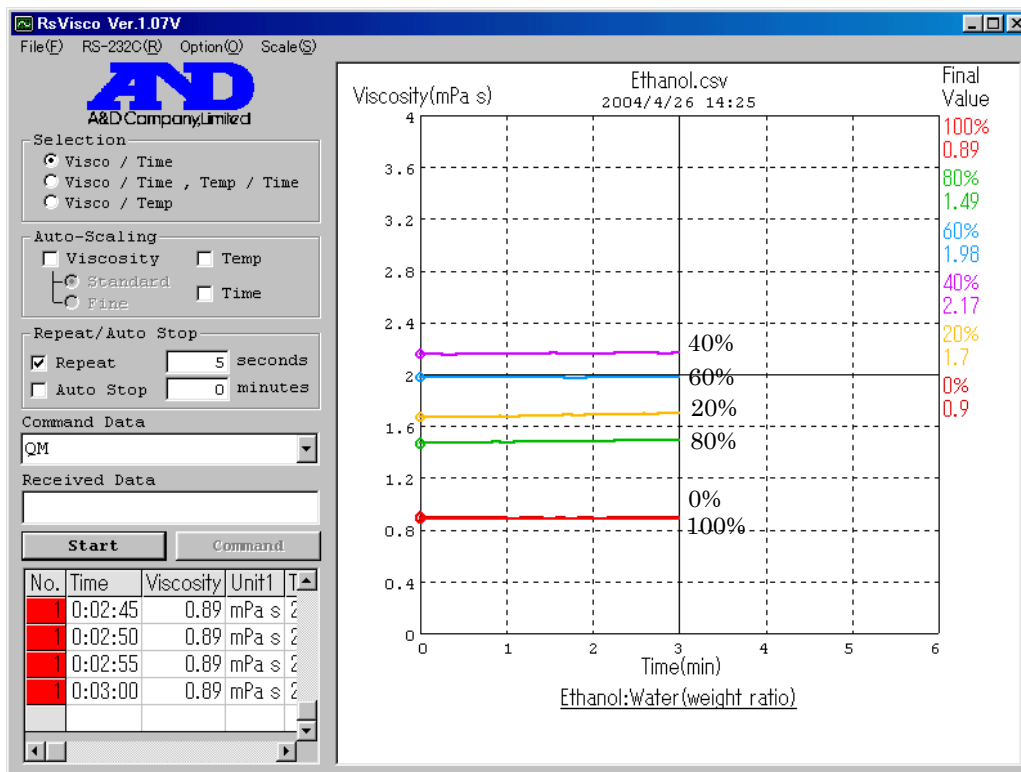 RsVisco Ver.1.07V
File(F) RS-232C(R) Option(O) Scale(S)
AND
A&D Company,Limited
Selection
Visco / Time
Visco / Time , Temp / Time
Visco / Temp
Auto-Scaling
Viscosity Temp
Standard
Fine
Time
Repeat/Auto Stop
Repeat 5 seconds
Auto Stop 0 minutes
Command Data
QM
Received Data
Start Command
No. Time Viscosity Unit1 T
1 0:02:45 0.89 mPa s 2
1 0:02:50 0.89 mPa s 2
1 0:02:55 0.89 mPa s 2
1 0:03:00 0.89 mPa s 2
Ethanol.csv
2004/4/26 14:25
Viscosity(mPa s)
4
3.6
3.2
2.8
2.4
2
1.6
1.2
0.8
0.4
0
40%
60%
20%
80%
0%
100%
0 1 2 3 4 5 6
Time(min)
Ethanol:Water(weight ratio)
Final
Value
100%
0.89
80%
1.49
60%
1.98
40%
2.17
20%
1.7
0%
0.9